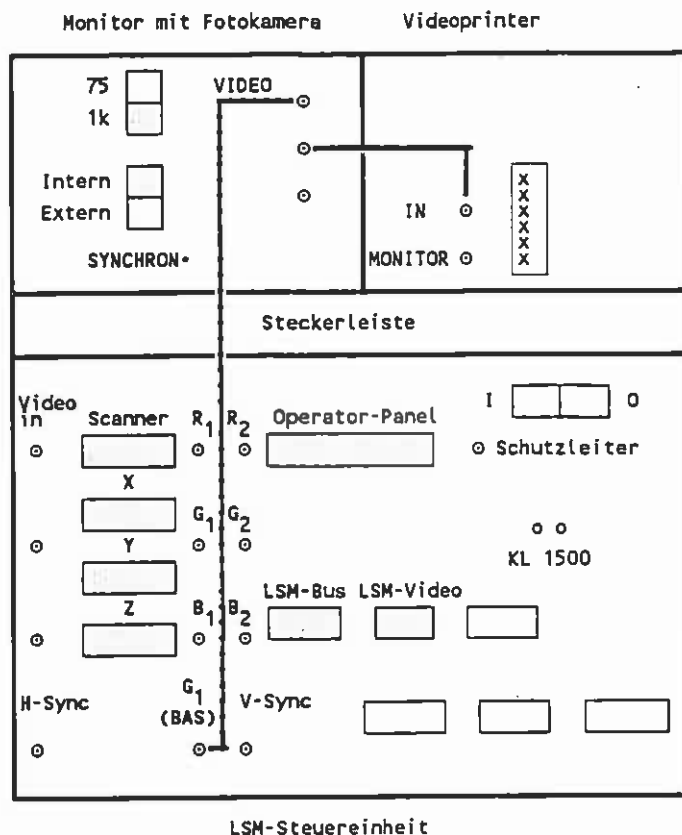 Monitor mit Fotokamera Videoprinter
75 VIDEO
1k
Intern
Extern IN
SYNCHRON MONITOR
X
X
X
X
X
X
Steckerleiste
Video in Scanner R1 R2 Operator-Panel I O
Schutzleiter
X
G1 G2
Y KL 1500
LSM-Bus LSM-Video
Z B1 B2
H-Sync G1 (BAS) V-Sync
LSM-Steuereinheit